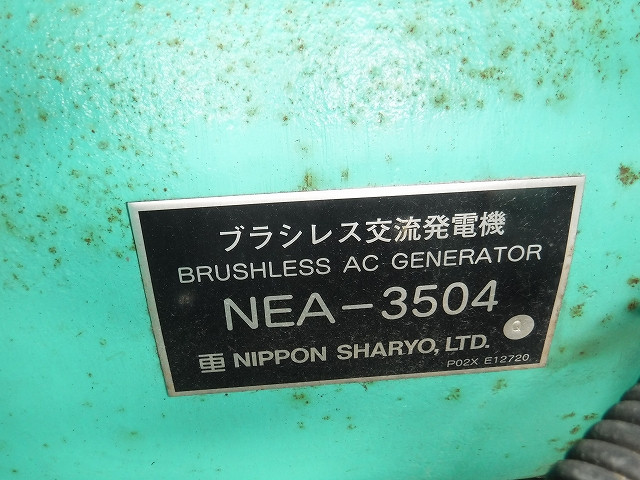 ブラシレス交流発電機
BRUSHLESS AC GENERATOR
NEA-3504
NIPPON SHARYO, LTD.
P02X E12720